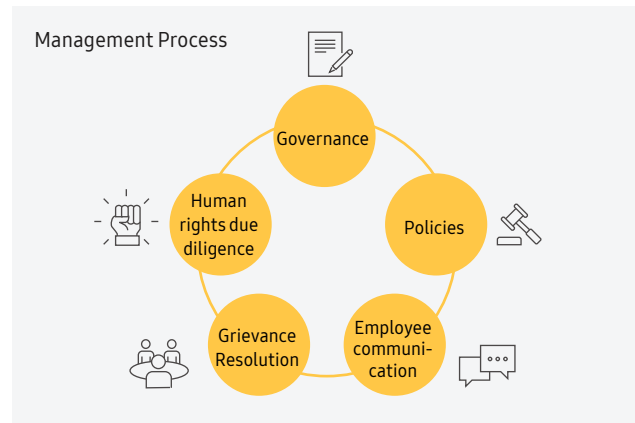 Management Process
Governance
Policies
Employee
communi-
cation
Grievance
Resolution
Human
rights due
diligence